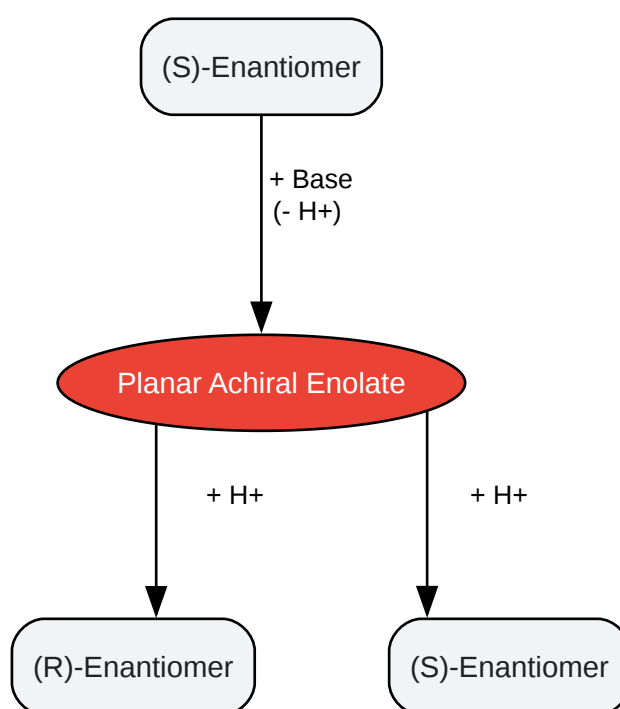 (S)-Enantiomer
+ Base
(- H+)
Planar Achiral Enolate
+ H+
+ H+
(R)-Enantiomer
(S)-Enantiomer